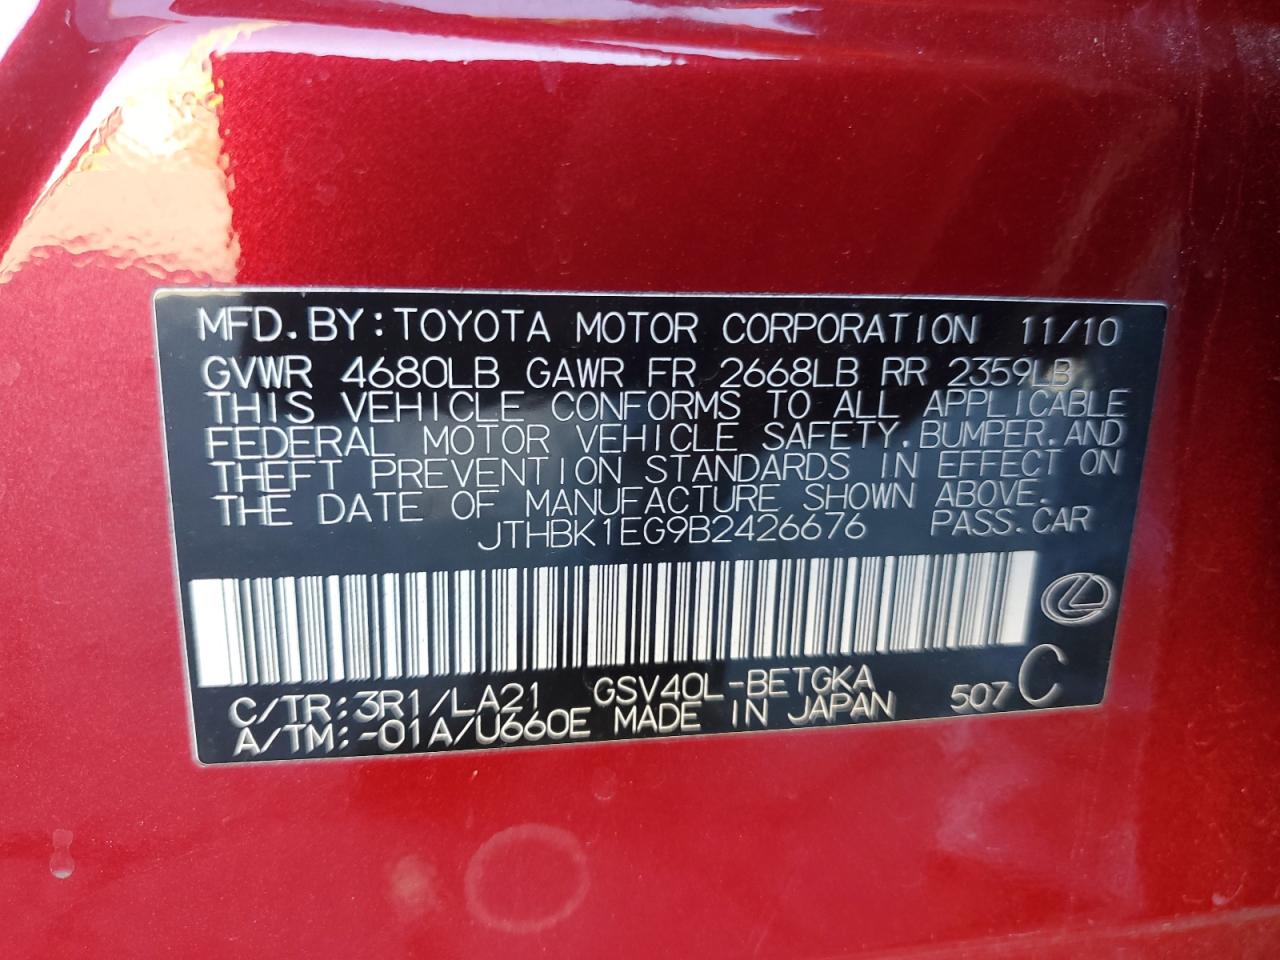 MFD. BY: TOYOTA MOTOR CORPORATION 11/10
GVWR 4680LB GAWR FR 2668LB RR 2359LB
THIS VEHICLE CONFORMS TO ALL APPLICABLE
FEDERAL MOTOR VEHICLE SAFETY, BUMPER, AND
THEFT PREVENTION STANDARDS IN EFFECT ON
THE DATE OF MANUFACTURE SHOWN ABOVE.
JTHBK1EG9B2426676 PASS. CAR
C/TR: 3R1/LA21 GSV40L-BETGKA
A/TM: -01A/U660E MADE IN JAPAN 507 C